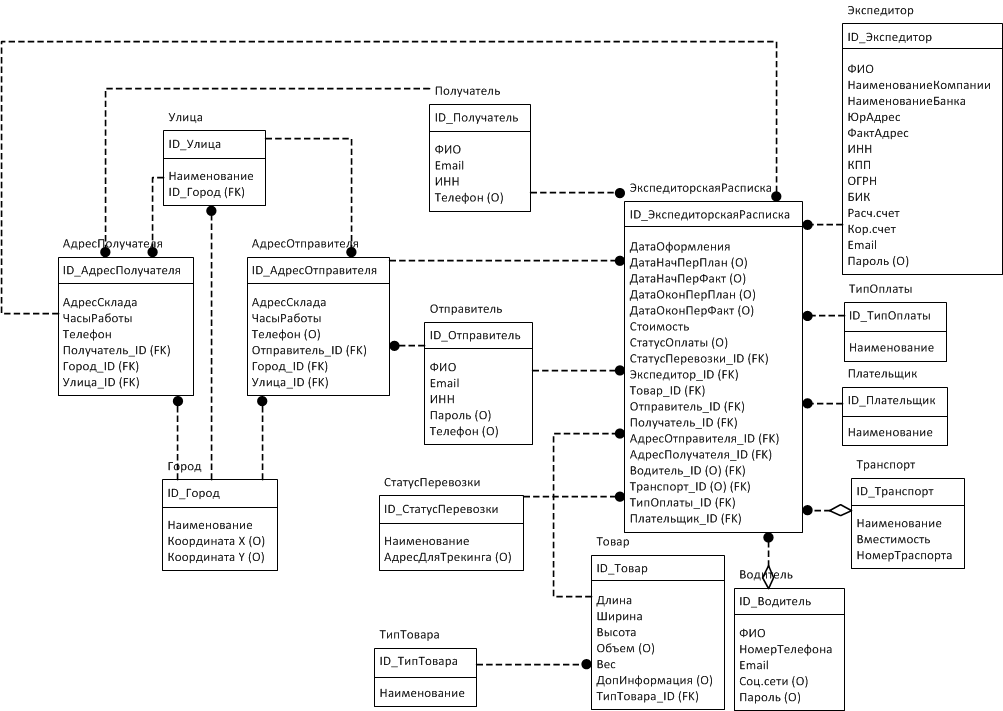 Экспедитор
ID_Экспедитор
ФИО
НаименованиеКомпании
НаименованиеБанка
ЮрАдрес
ФактАдрес
ИНН
КПП
ОГРН
БИК
Расч.счет
Кор.счет
Email
Пароль (О)
Получатель
ID_Получатель
ФИО
Email
ИНН
Телефон (О)
Улица
ID_Улица
Наименование
ID_Город (FK)
ЭкспедиторскаяРасписка
ID_ЭкспедиторскаяРасписка
ДатаОформления
ДатаНачПерПлан (О)
ДатаНачПерФакт (О)
ДатаОконПерПлан (О)
ДатаОконПерФакт (О)
Стоимость
СтатусОплаты (О)
СтатусПеревозки_ID (FK)
Экспедитор_ID (FK)
Товар_ID (FK)
Отправитель_ID (FK)
Получатель_ID (FK)
АдресОтправителя_ID (FK)
АдресПолучателя_ID (FK)
Водитель_ID (О) (FK)
Транспорт_ID (О) (FK)
ТипОплаты_ID (FK)
Плательщик_ID (FK)
АдресПолучателя
ID_АдресПолучателя
АдресСклада
ЧасыРаботы
Телефон
Получатель_ID (FK)
Город_ID (FK)
Улица_ID (FK)
АдресОтправителя
ID_АдресОтправителя
АдресСклада
ЧасыРаботы
Телефон (О)
Отправитель_ID (FK)
Город_ID (FK)
Улица_ID (FK)
Отправитель
ID_Отправитель
ФИО
Email
ИНН
Пароль (О)
Телефон (О)
ТипОплаты
ID_ТипОплаты
Наименование
Плательщик
ID_Плательщик
Наименование
Транспорт
ID_Транспорт
Наименование
Вместимость
НомерТраспорта
Город
ID_Город
Наименование
Координата X (О)
Координата Y (О)
СтатусПеревозки
ID_СтатусПеревозки
Наименование
АдресДляТрекинга (О)
Товар
ID_Товар
Длина
Ширина
Высота
Объем (О)
Вес
ДопИнформация (О)
ТипТовара_ID (FK)
Водитель
ID_Водитель
ФИО
НомерТелефона
Email
Соц.сети (О)
Пароль (О)
ТипТовара
ID_ТипТовара
Наименование